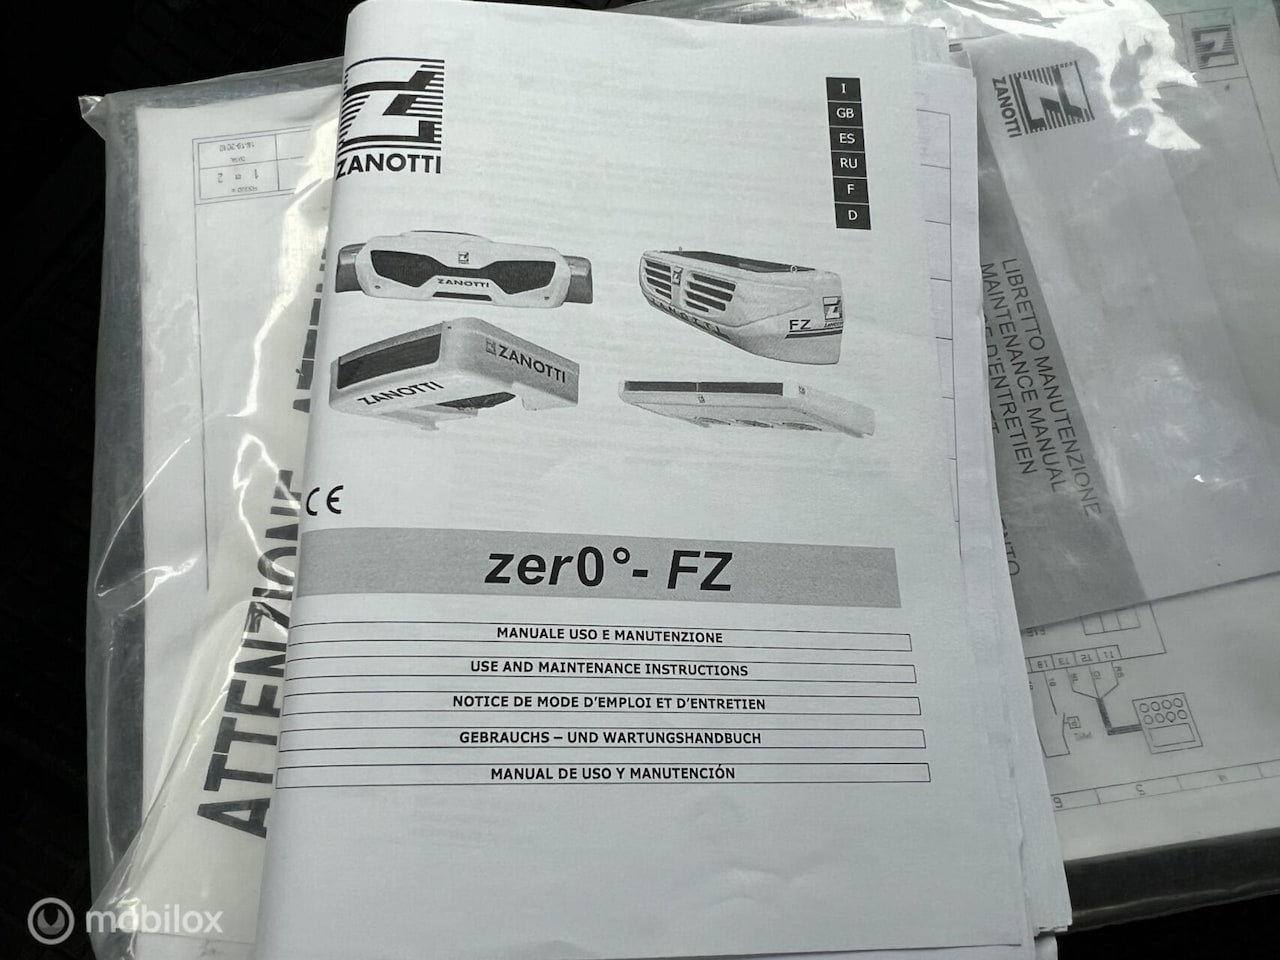 ZANOTTI
I
GB
ES
RU
F
D
ZANOTTI
ZANOTTI
FZ
ZANOTTI
ZANOTTI
ZANOTTI
CE
zer0°- FZ
MANUALE USO E MANUTENZIONE
USE AND MAINTENANCE INSTRUCTIONS
NOTICE DE MODE D'EMPLOI ET D'ENTRETIEN
GEBRAUCHS – UND WARTUNGSHANDBUCH
MANUAL DE USO Y MANUTENCIÓN
ATTENZIONE
ZANOTTI
LIBRETTO MANUTENZIONE
MAINTENANCE MANUAL
D'ENTRETIEN
mobilox